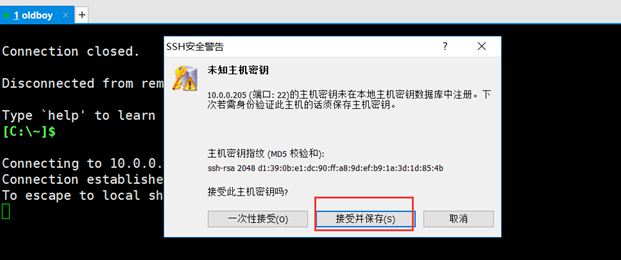 1 oldboy
Connection closed.
Disconnected from rem
Type `help' to learn
[C:\~]$
Connecting to 10.0.0.
Connection establishe
To escape to local sh
SSH安全警告
未知主机密钥
10.0.0.205 (端口: 22)的主机密钥未在本地主机密钥数据库中注册。下
次若需身份验证此主机的话须保存主机密钥。
主机密钥指纹 (MD5 校验和):
ssh-rsa 2048 d1:39:0b:e1:dc:90:ff:a8:9d:ef:b9:1a:3d:1d:85:4b
接受此主机密钥吗?
一次性接受(O)
接受并保存(S)
取消